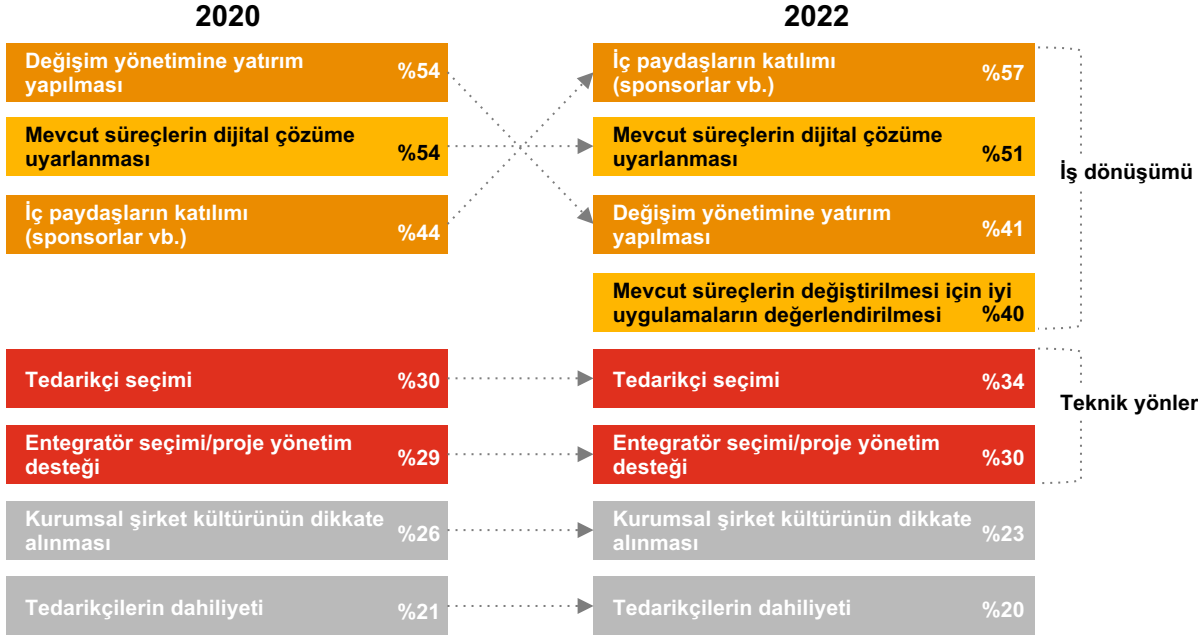 2020
Değişim yönetimine yatırım
yapılması
%54
Mevcut süreçlerin dijital çözüme
uyarlanması
%54
İç paydaşların katılımı
(sponsorlar vb.)
%44
Tedarikçi seçimi
%30
Entegratör seçimi/proje yönetim
desteği
%29
Kurumsal şirket kültürünün dikkate
alınması
%26
Tedarikçilerin dahiliyeti
%21
2022
İç paydaşların katılımı
(sponsorlar vb.)
%57
Mevcut süreçlerin dijital çözüme
uyarlanması
%51
Değişim yönetimine yatırım
yapılması
%41
Mevcut süreçlerin değiştirilmesi için iyi
uygulamaların değerlendirilmesi
%40
Tedarikçi seçimi
%34
Entegratör seçimi/proje yönetim
desteği
%30
Kurumsal şirket kültürünün dikkate
alınması
%23
Tedarikçilerin dahiliyeti
%20
İş dönüşümü
Teknik yönler